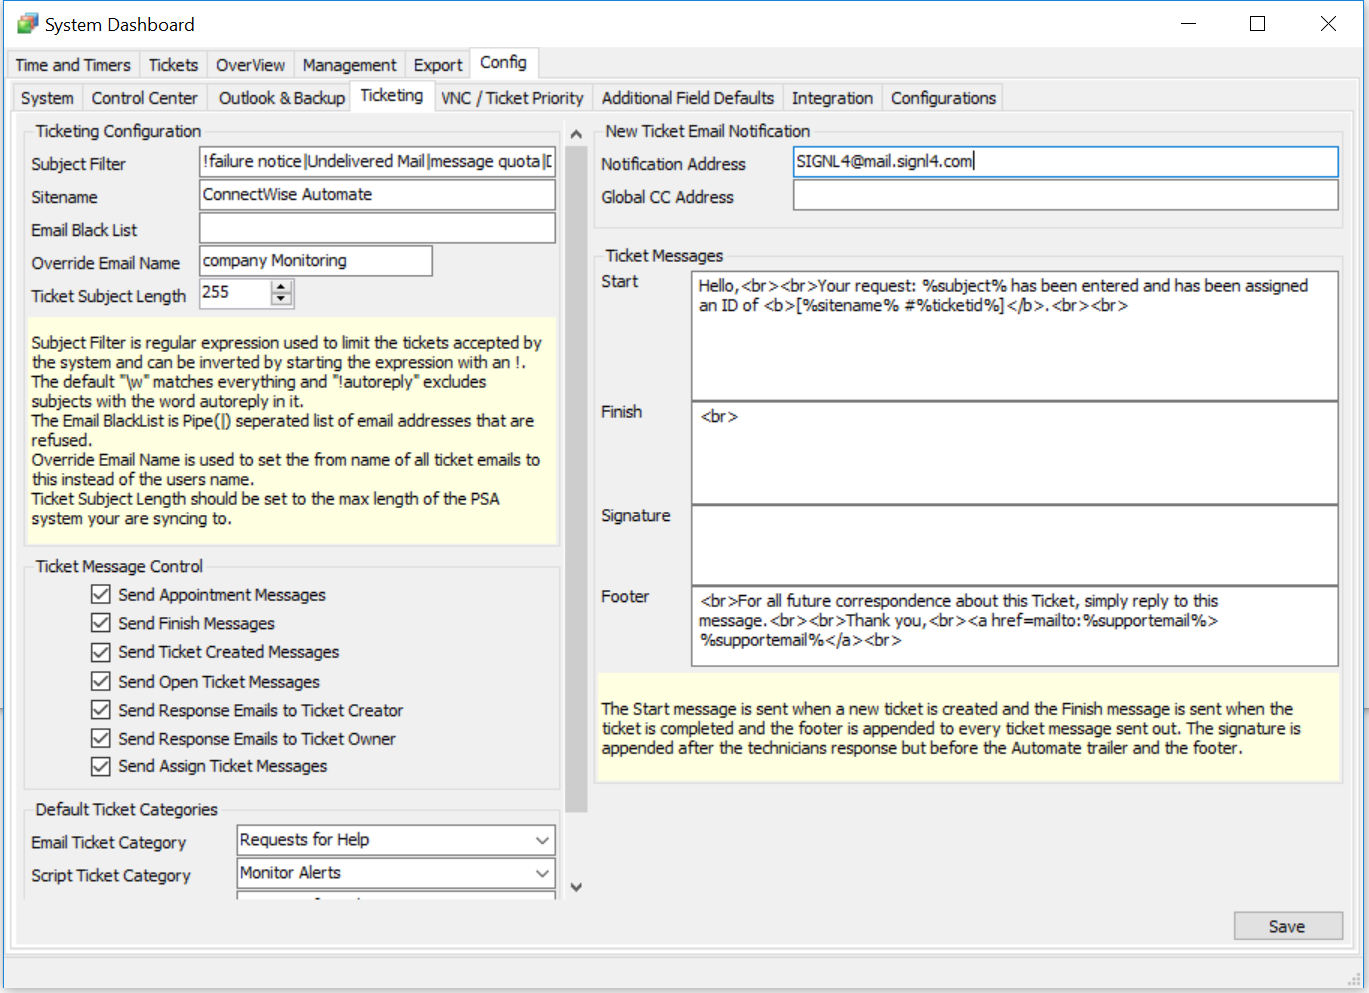 System Dashboard
Time and Timers Tickets OverView Management Export Config
System Control Center Outlook & Backup Ticketing VNC / Ticket Priority Additional Field Defaults Integration Configurations
Ticketing Configuration
Subject Filter !failure notice|Undelivered Mail|message quota|
Sitename ConnectWise Automate
Email Black List
Override Email Name company Monitoring
Ticket Subject Length 255
Subject Filter is regular expression used to limit the tickets accepted by
the system and can be inverted by starting the expression with an !.
The default "\w" matches everything and "!autoreply" excludes
subjects with the word autoreply in it.
The Email BlackList is Pipe(|) seperated list of email addresses that are
refused.
Override Email Name is used to set the from name of all ticket emails to
this instead of the users name.
Ticket Subject Length should be set to the max length of the PSA
system your are syncing to.
Ticket Message Control
Send Appointment Messages
Send Finish Messages
Send Ticket Created Messages
Send Open Ticket Messages
Send Response Emails to Ticket Creator
Send Response Emails to Ticket Owner
Send Assign Ticket Messages
Default Ticket Categories
Email Ticket Category Requests for Help
Script Ticket Category Monitor Alerts
New Ticket Email Notification
Notification Address SIGNL4@mail.signl4.com
Global CC Address
Ticket Messages
Start
Hello,<br><br>Your request: %subject% has been entered and has been assigned
an ID of <b>[%sitename% #%ticketid%]</b>.<br><br>
Finish
<br>
Signature
Footer
<br>For all future correspondence about this Ticket, simply reply to this
message.<br><br>Thank you,<br><a href=mailto:%supportemail%>
%supportemail%</a><br>
The Start message is sent when a new ticket is created and the Finish message is sent when the
ticket is completed and the footer is appended to every ticket message sent out. The signature is
appended after the technicians response but before the Automate trailer and the footer.
Save